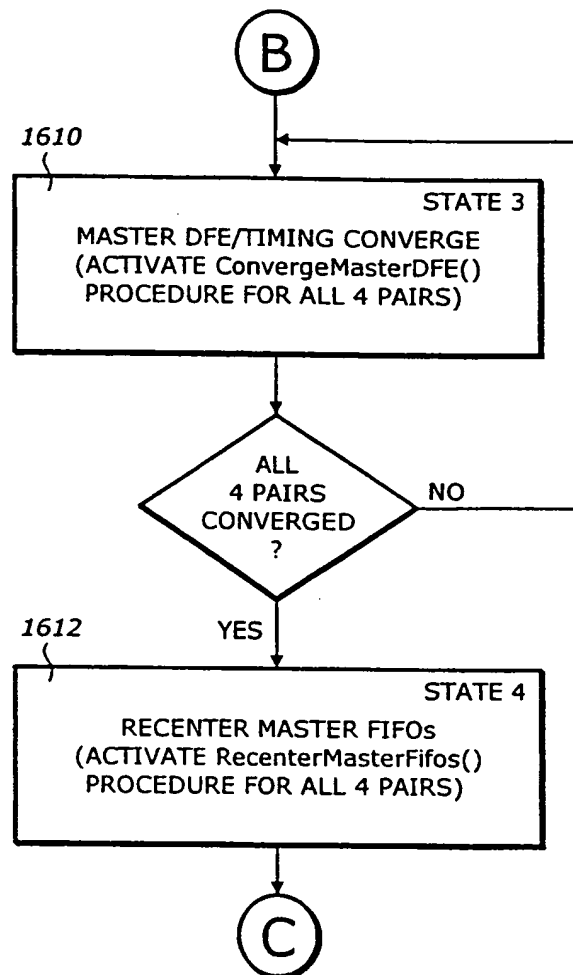 B
1610
STATE 3
MASTER DFE/TIMING CONVERGE
(ACTIVATE ConvergeMasterDFE()
PROCEDURE FOR ALL 4 PAIRS)
ALL
4 PAIRS
CONVERGED
?
NO
YES
1612
STATE 4
RECENTER MASTER FIFOs
(ACTIVATE RecenterMasterFifos()
PROCEDURE FOR ALL 4 PAIRS)
C